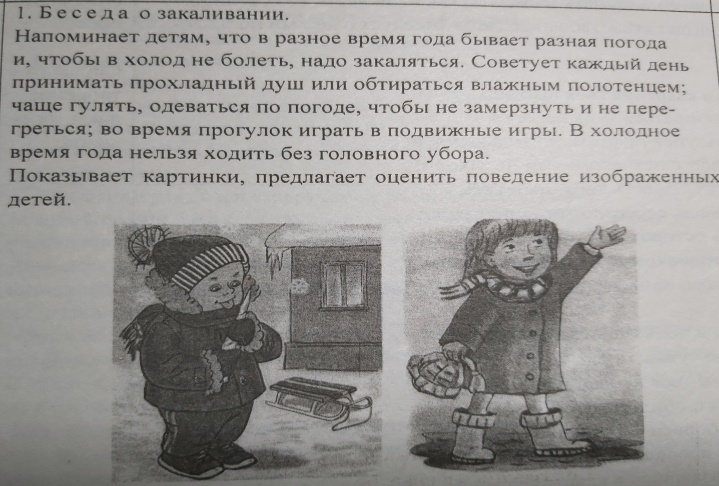 1. Б е с е д а о закаливании.
Напоминает детям, что в разное время года бывает разная погода
и, чтобы в холод не болеть, надо закаляться. Советует каждый день
принимать прохладный душ или обтираться влажным полотенцем;
чаще гулять, одеваться по погоде, чтобы не замерзнуть и не пере-
греться; во время прогулок играть в подвижные игры. В холодное
время года нельзя ходить без головного убора.
Показывает картинки, предлагает оценить поведение изображенных
детей.